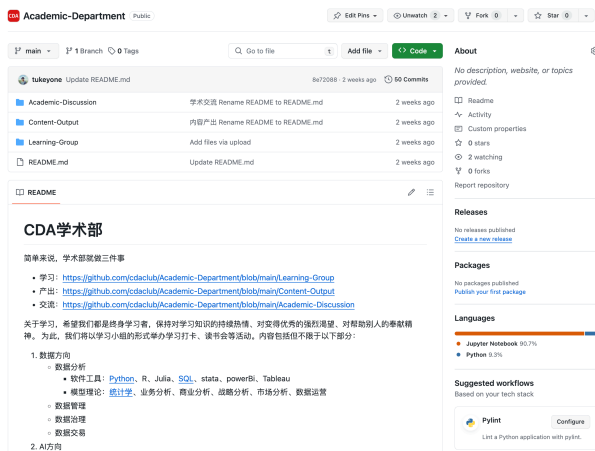 CDA Academic-Department Public
Edit Pins Unwatch 2 Fork 0 Star 0
main 1 Branch 0 Tags Go to file t Add file Code
tukeyone Update README.md 8e72088 · 2 weeks ago 50 Commits
Academic-Discussion 学术交流 Rename README to README.md 2 weeks ago
Content-Output 内容产出 Rename README to README.md 2 weeks ago
Learning-Group Add files via upload 2 weeks ago
README.md Update README.md 2 weeks ago
README
CDA学术部
简单来说，学术部就做三件事
学习：https://github.com/cdaclub/Academic-Department/blob/main/Learning-Group
产出：https://github.com/cdaclub/Academic-Department/blob/main/Content-Output
交流：https://github.com/cdaclub/Academic-Department/blob/main/Academic-Discussion
关于学习，希望我们都是终身学习者，保持对学习知识的持续热情、对变得优秀的强烈渴望、对帮助别人的奉献精
神。 为此，我们将以学习小组的形式举办学习打卡、读书会等活动。内容包括但不限于以下部分：
1. 数据方向
数据分析
软件工具：Python、R、Julia、SQL、stata、powerBi、Tableau
模型理论：统计学、业务分析、商业分析、战略分析、市场分析、数据运营
数据管理
数据治理
数据交易
2. AI方向
About
No description, website, or topics
provided.
Readme
Activity
Custom properties
0 stars
2 watching
0 forks
Report repository
Releases
No releases published
Create a new release
Packages
No packages published
Publish your first package
Languages
Jupyter Notebook 90.7%
Python 9.3%
Suggested workflows
Based on your tech stack
Pylint Configure
Lint a Python application with pylint.